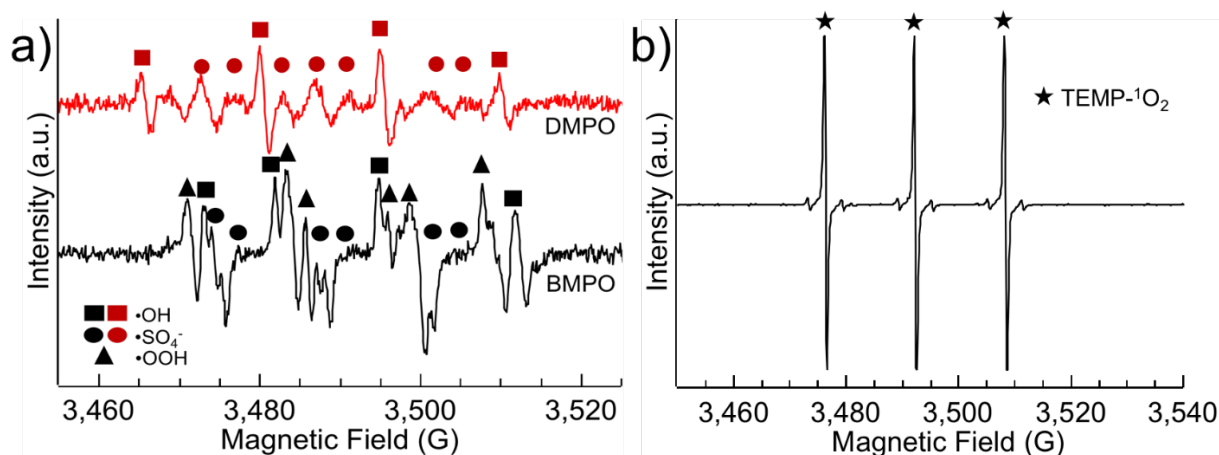 a)
Intensity (a.u.)
DMPO
BMPO
•OH
•SO₄⁻
•OOH
3,460 3,480 3,500 3,520
Magnetic Field (G)
b)
Intensity (a.u.)
TEMP-¹O₂
3,460 3,480 3,500 3,520 3,540
Magnetic Field (G)